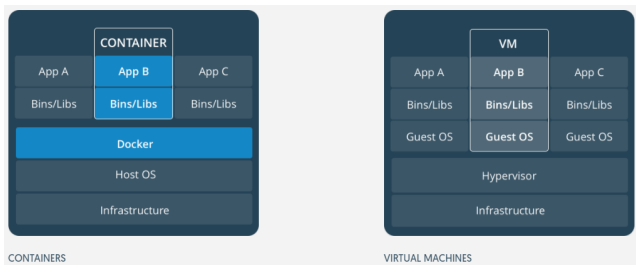 CONTAINER
App A App B App C
Bins/Libs Bins/Libs Bins/Libs
Docker
Host OS
Infrastructure
CONTAINERS
VM
App A App B App C
Bins/Libs Bins/Libs Bins/Libs
Guest OS Guest OS Guest OS
Hypervisor
Infrastructure
VIRTUAL MACHINES